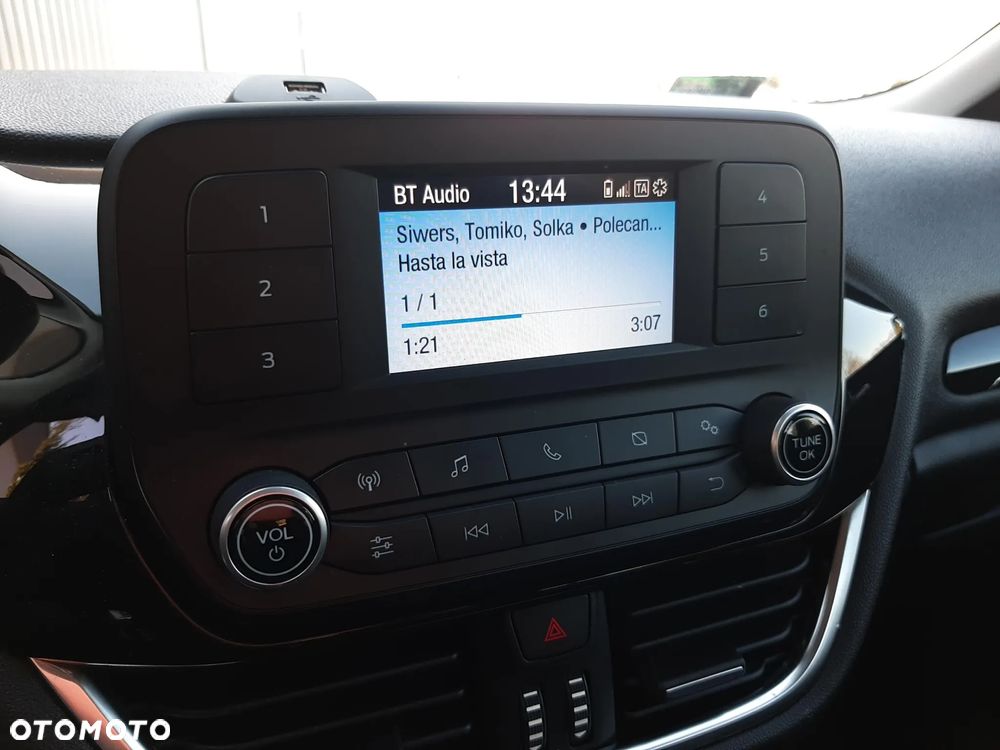 BT Audio 13:44 TA
Siwers, Tomiko, Solka • Polecan...
Hasta la vista
1 / 1
1:21 3:07
1
2
3
4
5
6
VOL
TUNE
OK
OTOMOTO